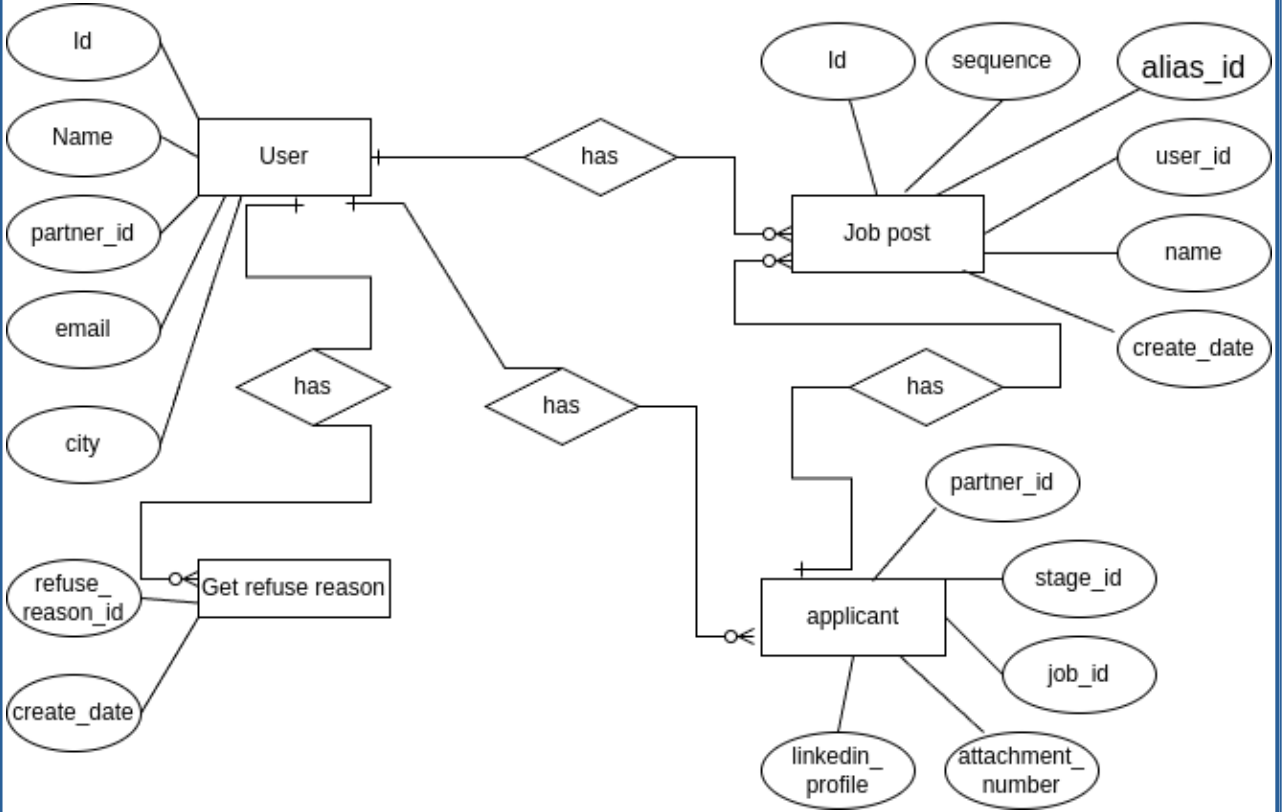 Id
Name
partner_id
email
city
User
has
Id
sequence
alias_id
user_id
name
create_date
Job post
has
has
has
partner_id
stage_id
job_id
applicant
linkedin_
profile
attachment_
number
Get refuse reason
refuse_
reason_id
create_date